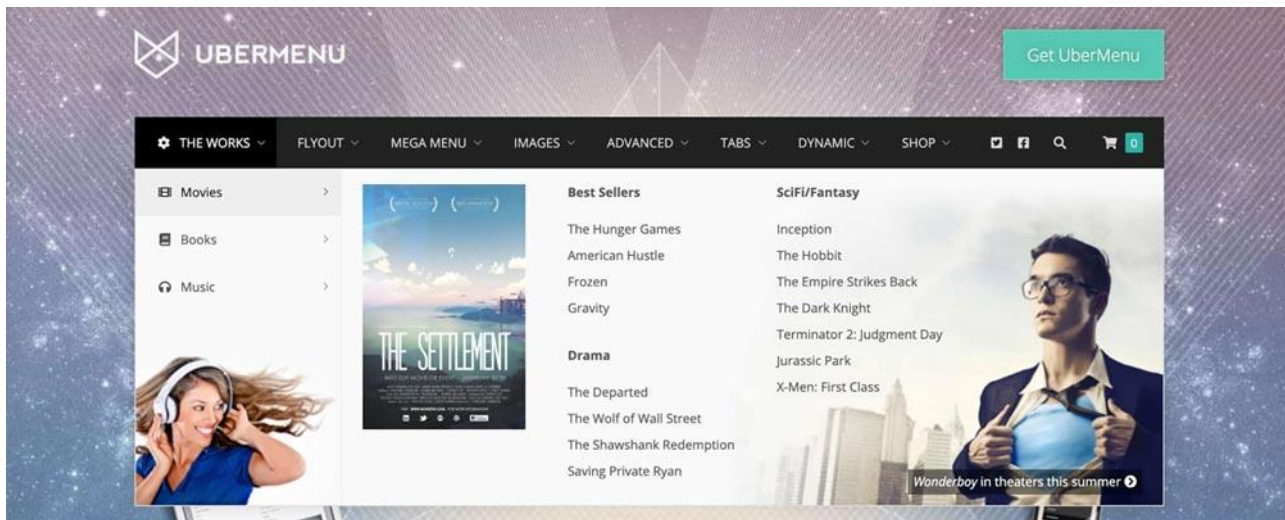 UBERMENU
Get UberMenu
THE WORKS FLYOUT MEGA MENU IMAGES ADVANCED TABS DYNAMIC SHOP 0
Movies
Books
Music
THE SETTLEMENT
Best Sellers
The Hunger Games
American Hustle
Frozen
Gravity
Drama
The Departed
The Wolf of Wall Street
The Shawshank Redemption
Saving Private Ryan
SciFi/Fantasy
Inception
The Hobbit
The Empire Strikes Back
The Dark Knight
Terminator 2: Judgment Day
Jurassic Park
X-Men: First Class
Wonderboy in theaters this summer